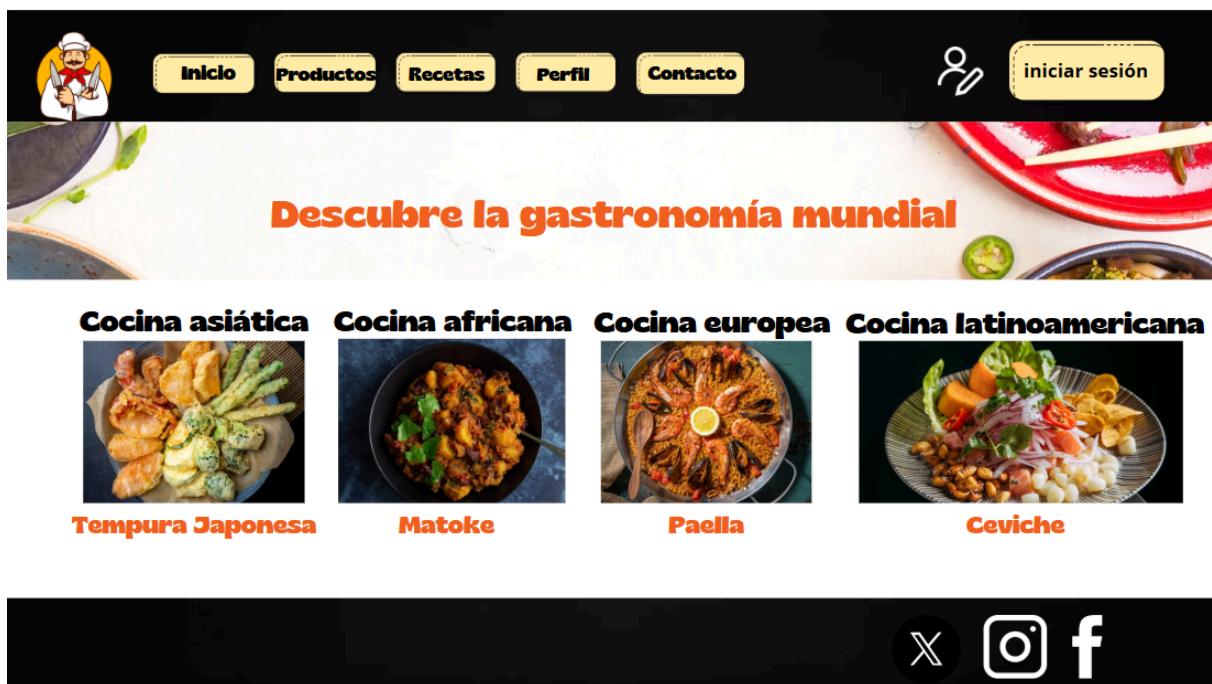 Inicio
Productos
Recetas
Perfil
Contacto
iniciar sesión
Descubre la gastronomía mundial
Cocina asiática
Cocina africana
Cocina europea
Cocina latinoamericana
Tempura Japonesa
Matoke
Paella
Ceviche